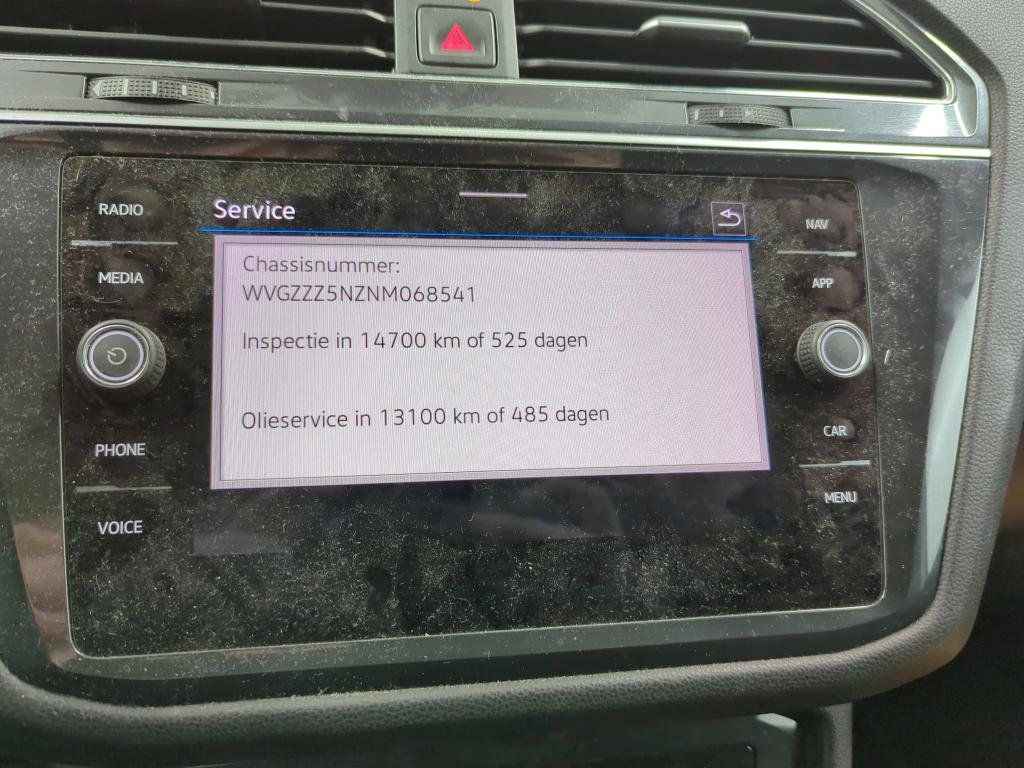 RADIO
MEDIA
PHONE
VOICE
Service
Chassisnummer:
WVGZZZ5NZNM068541
Inspectie in 14700 km of 525 dagen
Olieservice in 13100 km of 485 dagen
NAV
APP
CAR
MENU